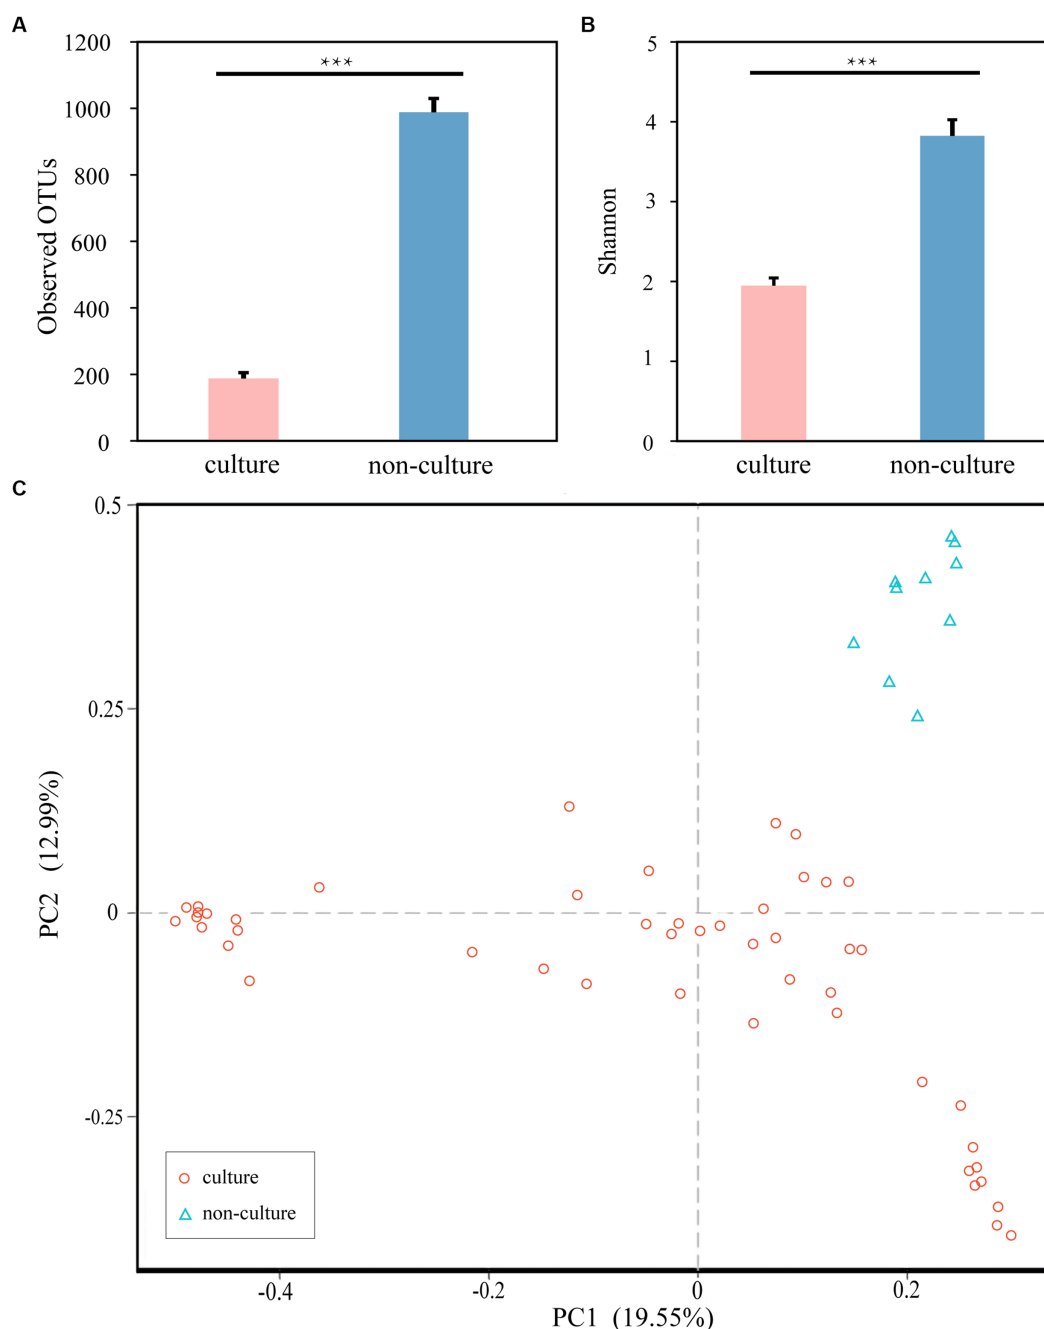 A
B
1200
1000
800
600
400
200
0
Observed OTUs
***
culture
non-culture
5
4
3
2
1
0
Shannon
***
culture
non-culture
C
0.5
0.25
0
-0.25
PC2 (12.99%)
culture
non-culture
-0.4
-0.2
0
0.2
PC1 (19.55%)